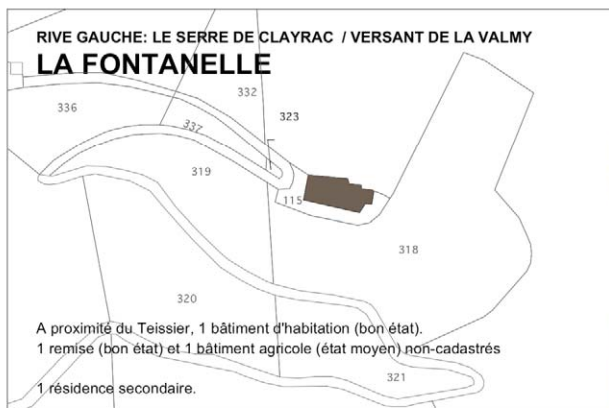 RIVE GAUCHE: LE SERRE DE CLAYRAC / VERSANT DE LA VALMY
LA FONTANELLE
332
336
323
337
319
115
318
320
A proximité du Teissier, 1 bâtiment d'habitation (bon état).
1 remise (bon état) et 1 bâtiment agricole (état moyen) non-cadastrés
321
1 résidence secondaire.